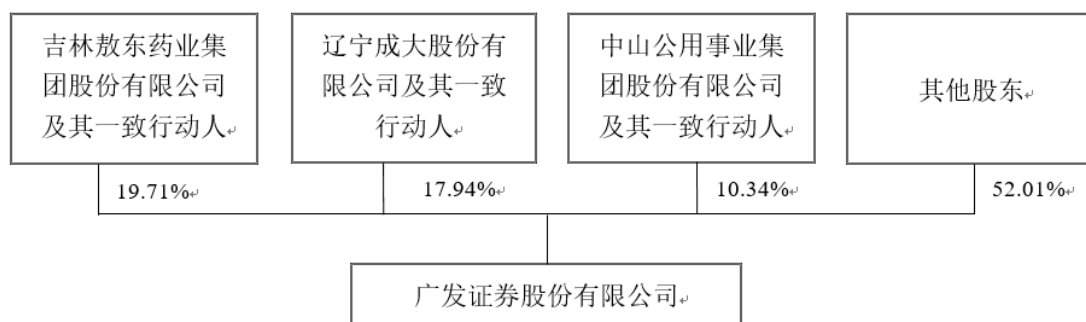 吉林敖东药业集
团股份有限公司
及其一致行动人
辽宁成大股份有
限公司及其一致
行动人
中山公用事业集
团股份有限公司
及其一致行动人
其他股东
19.71%
17.94%
10.34%
52.01%
广发证券股份有限公司